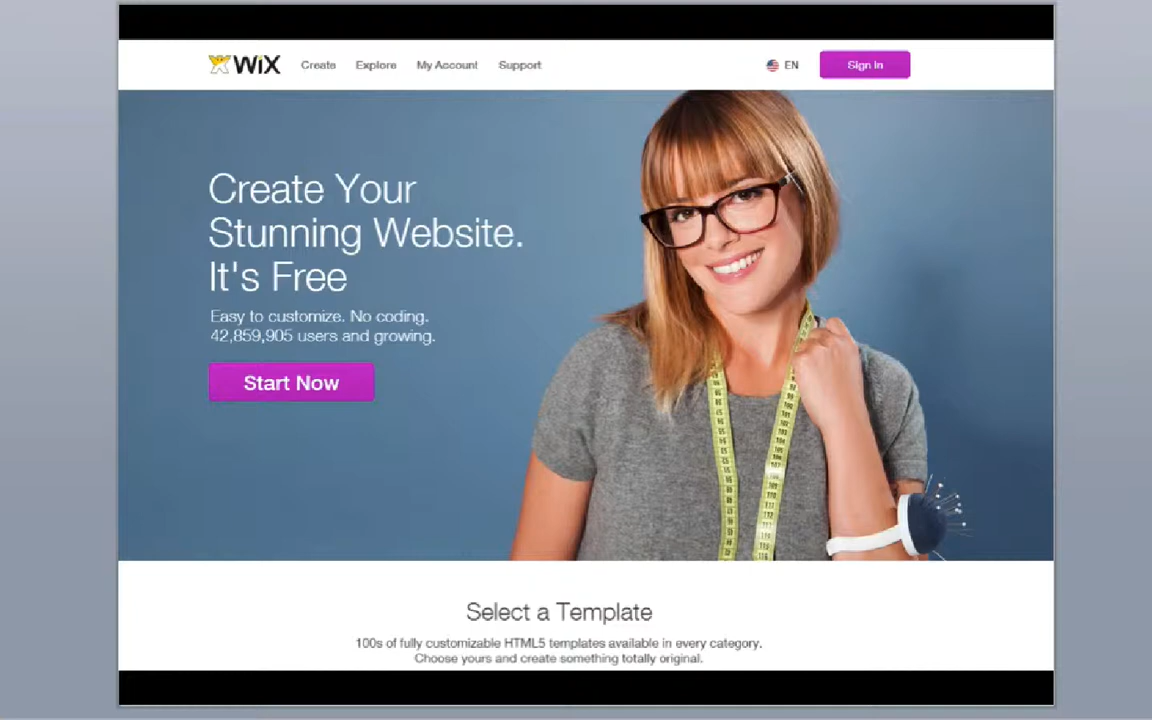 WiX
Create Explore My Account Support
EN
Sign In
Create Your
Stunning Website.
It's Free
Easy to customize. No coding.
42,859,905 users and growing.
Start Now
Select a Template
100s of fully customizable HTML5 templates available in every category.
Choose yours and create something totally original.